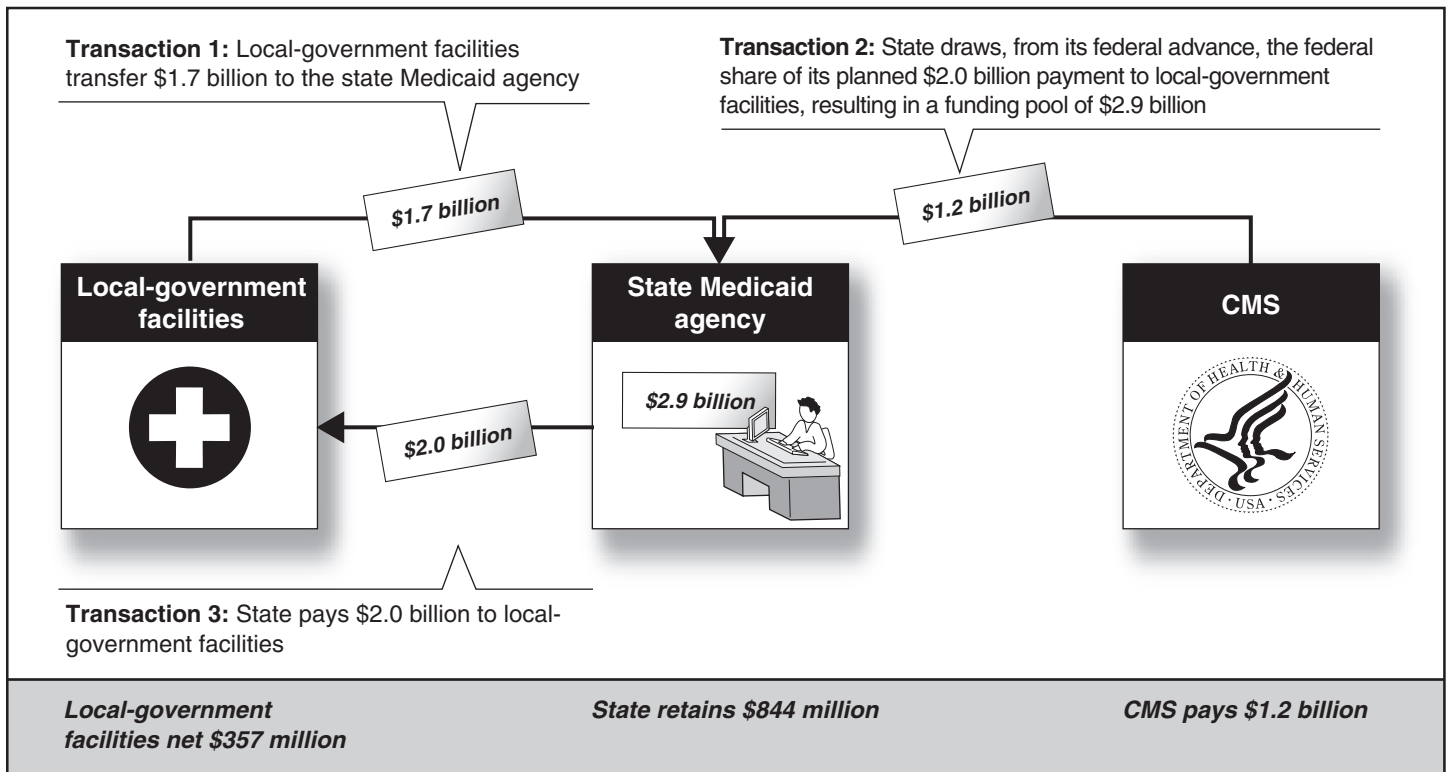 Transaction 1: Local-government facilities
transfer $1.7 billion to the state Medicaid agency
Transaction 2: State draws, from its federal advance, the federal
share of its planned $2.0 billion payment to local-government
facilities, resulting in a funding pool of $2.9 billion
$1.7 billion
$1.2 billion
Local-government
facilities
State Medicaid
agency
CMS
$2.9 billion
$2.0 billion
DEPARTMENT OF HEALTH & HUMAN SERVICES · USA ·
Transaction 3: State pays $2.0 billion to local-
government facilities
Local-government
facilities net $357 million
State retains $844 million
CMS pays $1.2 billion